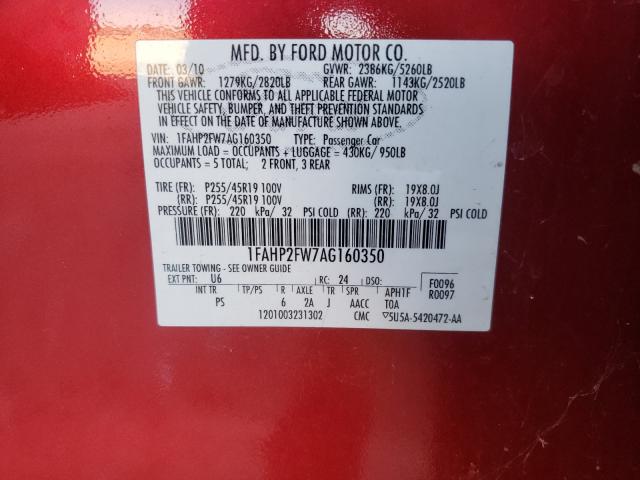 MFD. BY FORD MOTOR CO.
DATE: 03/10 GVWR: 2386KG/5260LB
FRONT GAWR: 1279KG/2820LB REAR GAWR: 1143KG/2520LB
THIS VEHICLE CONFORMS TO ALL APPLICABLE FEDERAL MOTOR
VEHICLE SAFETY, BUMPER, AND THEFT PREVENTION STANDARDS
IN EFFECT ON THE DATE OF MANUFACTURE SHOWN ABOVE.
VIN: 1FAHP2FW7AG160350 TYPE: Passenger Car
MAXIMUM LOAD = OCCUPANTS + LUGGAGE = 430KG/950LB
OCCUPANTS = 5 TOTAL; 2 FRONT, 3 REAR
TIRE (FR): P255/45R19 100V RIMS (FR): 19X8.0J
(RR): P255/45R19 100V (RR): 19X8.0J
PRESSURE (FR): 220 kPa/ 32 PSI COLD (RR): 220 kPa/ 32 PSI COLD
1FAHP2FW7AG160350
TRAILER TOWING - SEE OWNER GUIDE
EXT PNT: U6 RC: 24 DSO: F0096
INT TR TP/PS R AXLE TR SPR APH1F R0097
PS 6 2A J AACC TOA
1201003231302 CMC ▽5U5A-5420472-AA